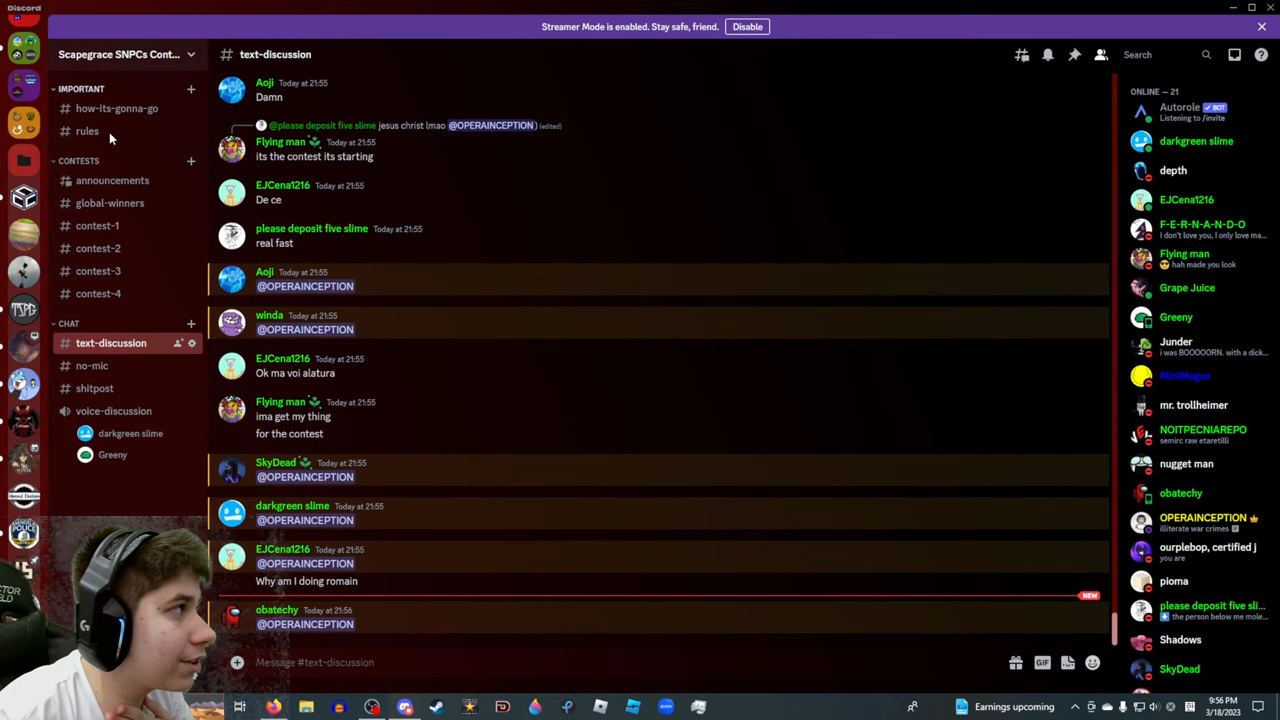 Discord
Streamer Mode is enabled. Stay safe, friend. Disable
Scapegrace SNPCs Cont...
text-discussion
Search
IMPORTANT
how-its-gonna-go
rules
CONTESTS
announcements
global-winners
contest-1
contest-2
contest-3
contest-4
CHAT
text-discussion
no-mic
shitpost
voice-discussion
darkgreen slime
Greeny
Aoji Today at 21:55
Damn
@please deposit five slime jesus christ lmao @OPERAINCEPTION) (edited)
Flying man Today at 21:55
its the contest its starting
EJCena1216 Today at 21:55
De ce
please deposit five slime Today at 21:55
real fast
Aoji Today at 21:55
@OPERAINCEPTION
winda Today at 21:55
@OPERAINCEPTION
EJCena1216 Today at 21:55
Ok ma voi alatura
Flying man Today at 21:55
ima get my thing
for the contest
SkyDead Today at 21:55
@OPERAINCEPTION
darkgreen slime Today at 21:55
@OPERAINCEPTION
EJCena1216 Today at 21:55
@OPERAINCEPTION
Why am I doing romain
NEW
obatechy Today at 21:56
@OPERAINCEPTION
Message #text-discussion
GIF
ONLINE — 21
Autorole BOT
Listening to /invite
darkgreen slime
depth
EJCena1216
F-E-R-N-A-N-D-O
I don't love you, I only love ma...
Flying man
hah made you look
Grape Juice
Greeny
Junder
i was BOOOOORN. with a dick...
MiniMogus
mr. trollheimer
NOITPECNIAREPO
semirc raw etaretilli
nugget man
obatechy
OPERAINCEPTION
illiterate war crimes
ourplebop, certified j
you are
pioma
please deposit five sli...
the person below me mole...
Shadows
SkyDead
TSPG
POLICE
Earnings upcoming
9:56 PM
3/18/2023